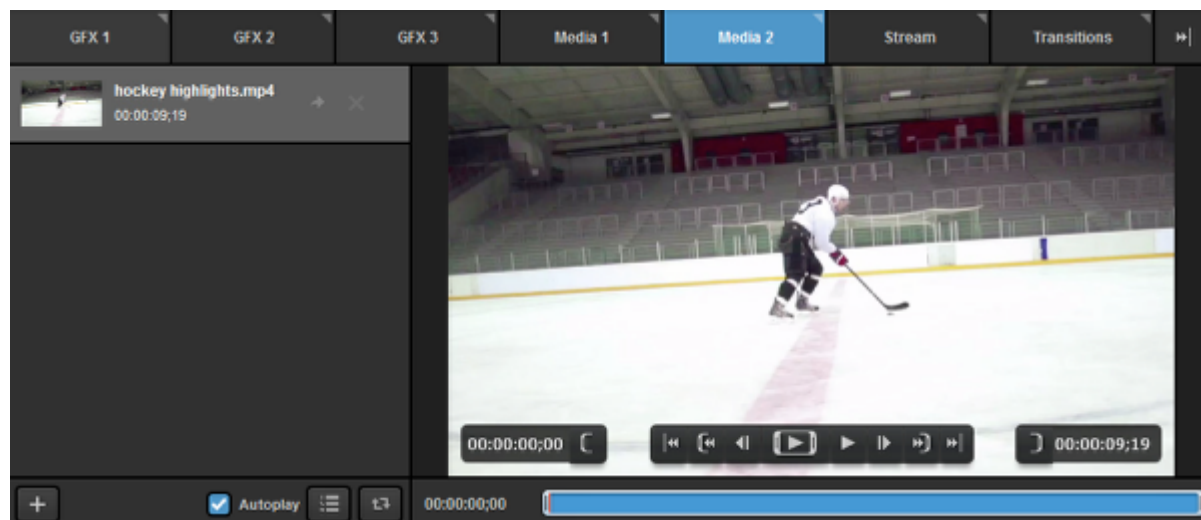 GFX 1
GFX 2
GFX 3
Media 1
Media 2
Stream
Transitions
hockey highlights.mp4
00:00:09;19
00:00:00;00
00:00:09;19
Autoplay
00:00:00;00